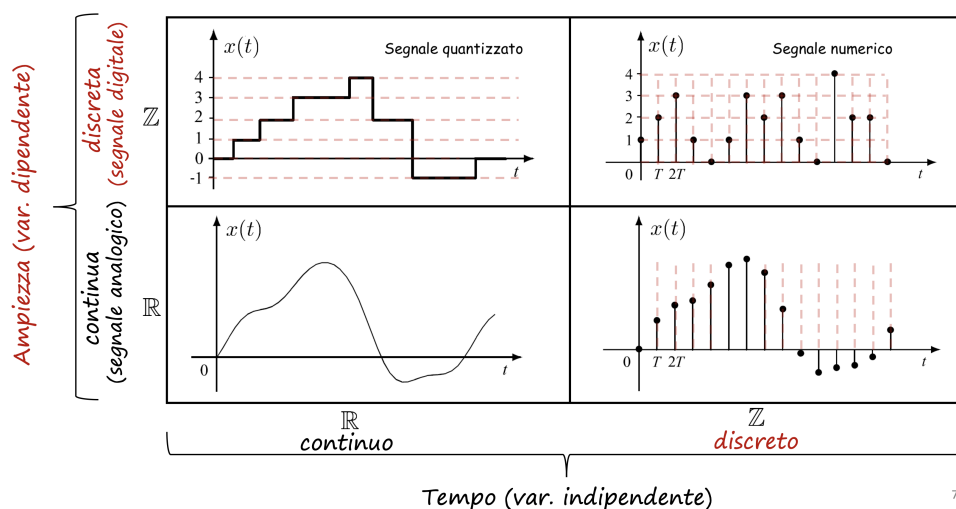 Ampiezza (var. dipendente)
discreta
(segnale digitale)
continua
(segnale analogico)
ℤ
ℝ
x(t)
Segnale quantizzato
4
3
2
1
0
-1
t
x(t)
Segnale numerico
4
3
2
1
0 T 2T t
x(t)
0 t
x(t)
0 T 2T t
ℝ
continuo
ℤ
discreto
Tempo (var. indipendente)
7